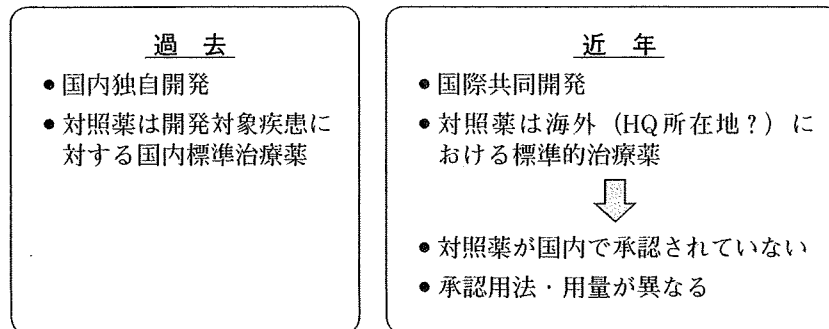 過 去
● 国内独自開発
● 対照薬は開発対象疾患に
対する国内標準治療薬
近 年
● 国際共同開発
● 対照薬は海外（HQ所在地？）に
おける標準的治療薬
● 対照薬が国内で承認されていない
● 承認用法・用量が異なる